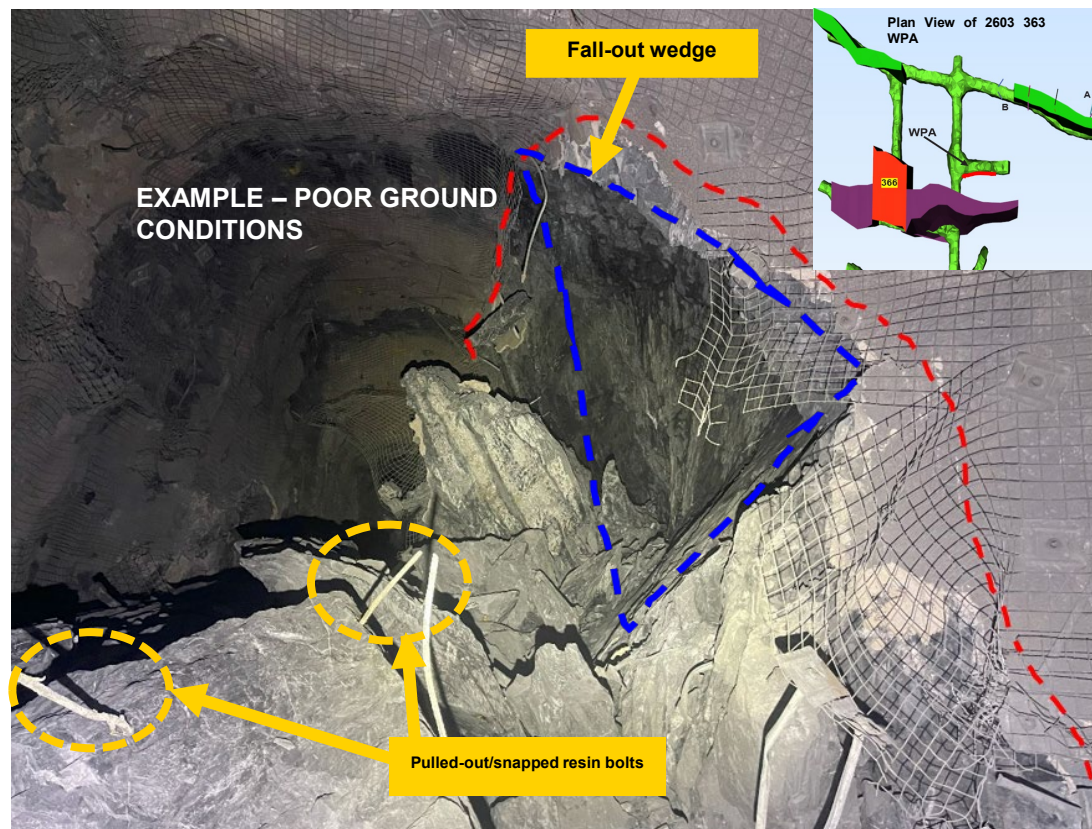 Fall-out wedge
Plan View of 2603 363
WPA
A
B
WPA
366
EXAMPLE – POOR GROUND
CONDITIONS
Pulled-out/snapped resin bolts